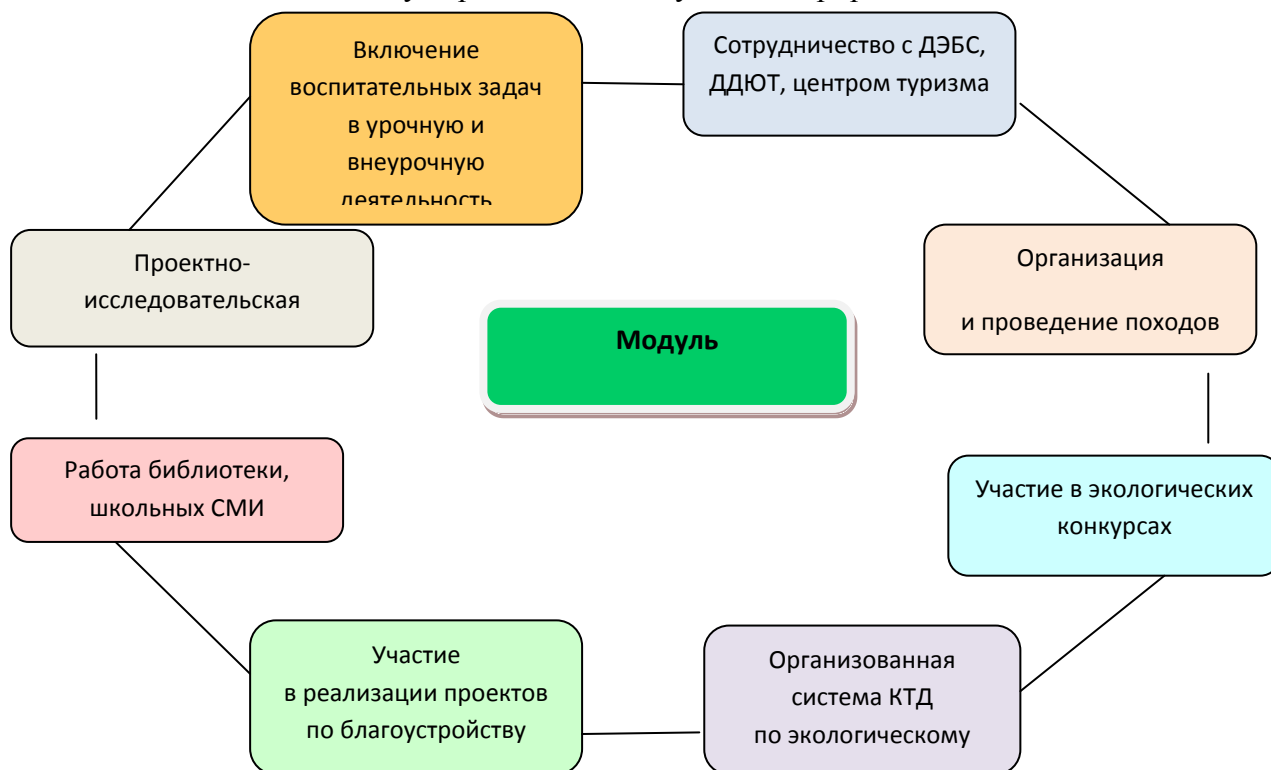 Включение
воспитательных задач
в урочную и
внеурочную
деятельность
Сотрудничество с ДЭБС,
ДДЮТ, центром туризма
Проектно-
исследовательская
Организация
и проведение походов
Модуль
Работа библиотеки,
школьных СМИ
Участие в экологических
конкурсах
Участие
в реализации проектов
по благоустройству
Организованная
система КТД
по экологическому